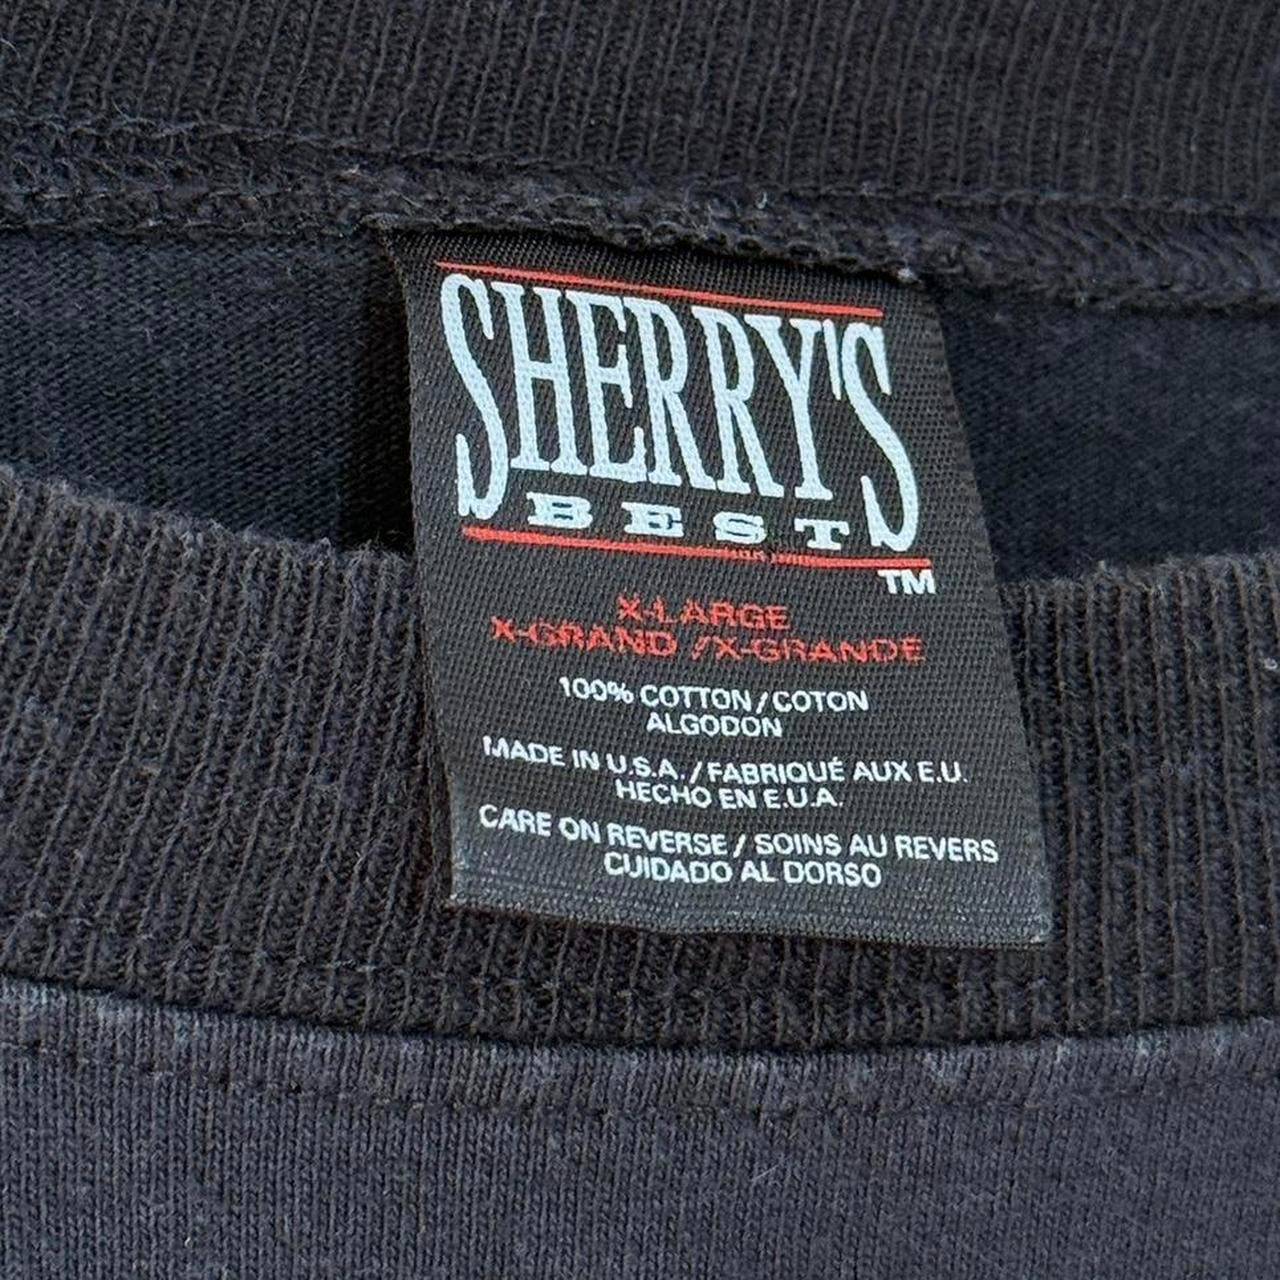 SHERRY'S
BEST
TM
X-LARGE
X-GRAND / X-GRANDE
100% COTTON / COTON
ALGODON
MADE IN U.S.A. / FABRIQUÉ AUX E.U.
HECHO EN E.U.A.
CARE ON REVERSE / SOINS AU REVERS
CUIDADO AL DORSO